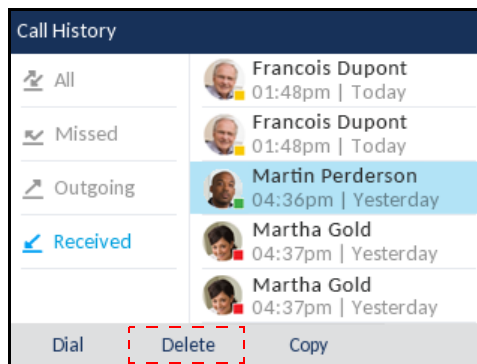 Call History
All
Missed
Outgoing
Received
Francois Dupont
01:48pm | Today
Francois Dupont
01:48pm | Today
Martin Perderson
04:36pm | Yesterday
Martha Gold
04:37pm | Yesterday
Martha Gold
04:37pm | Yesterday
Dial Delete Copy